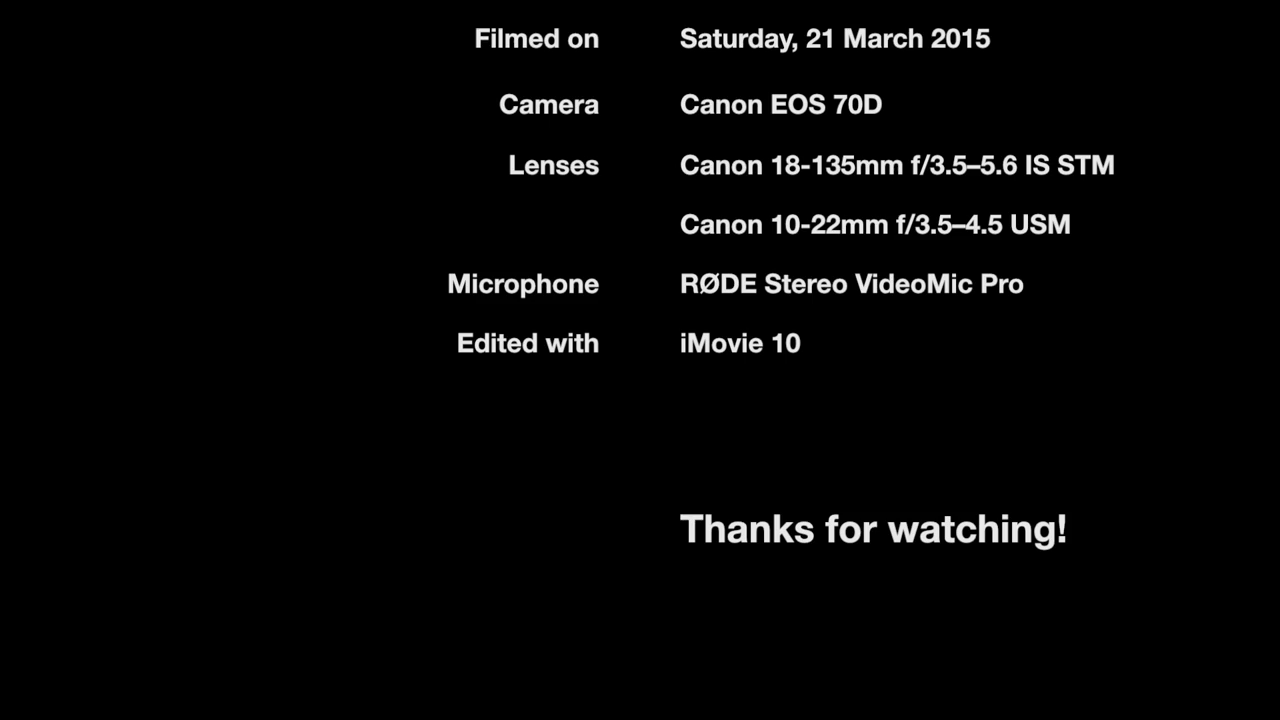 Filmed on Saturday, 21 March 2015
Camera Canon EOS 70D
Lenses Canon 18-135mm f/3.5–5.6 IS STM
Canon 10-22mm f/3.5–4.5 USM
Microphone RØDE Stereo VideoMic Pro
Edited with iMovie 10
Thanks for watching!